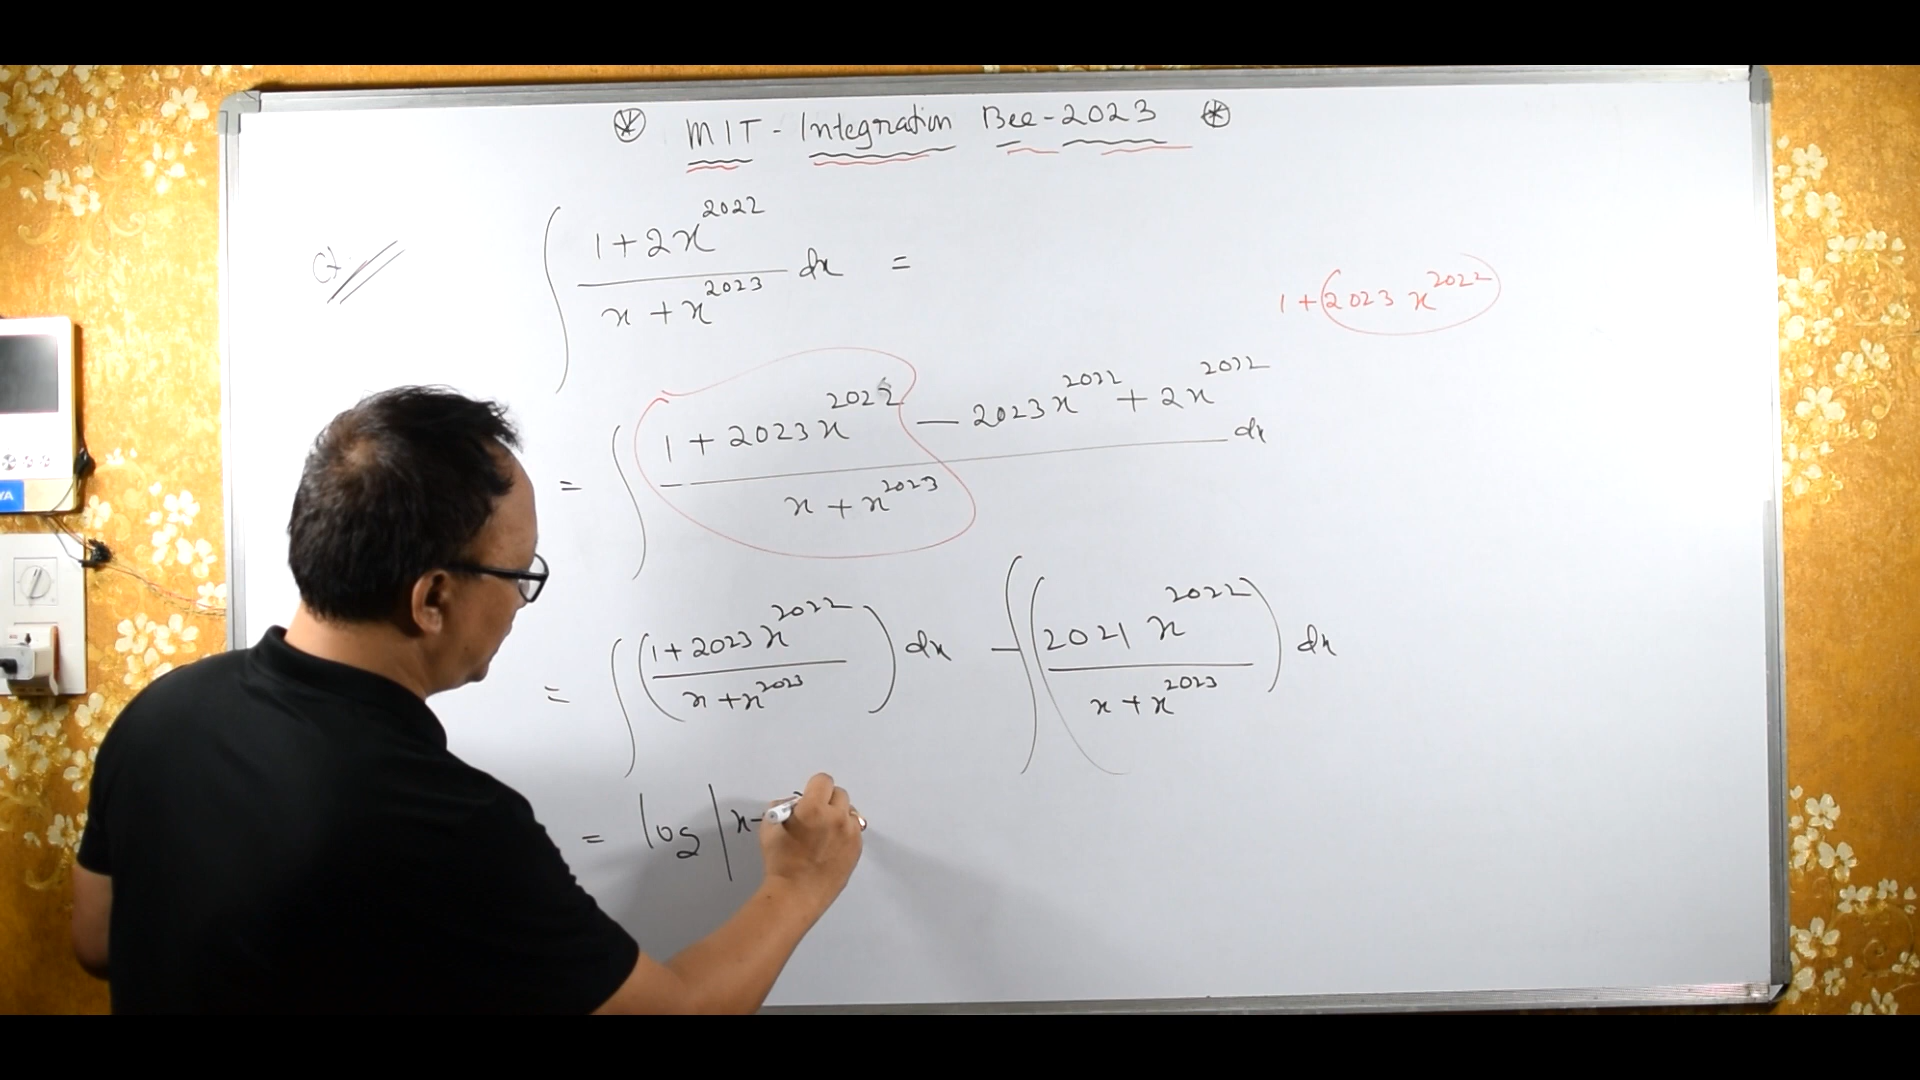 MIT - Integration Bee - 2023
Q. ∫ (1+2x^2022)/(x+x^2023) dx =
1+2023 x^2022
= ∫ (1+2023x^2022 − 2023x^2022 + 2x^2022)/(x+x^2023) dx
= ∫ ((1+2023x^2022)/(x+x^2023)) dx − ∫ ((2021 x^2022)/(x+x^2023)) dx
= log |x
YA